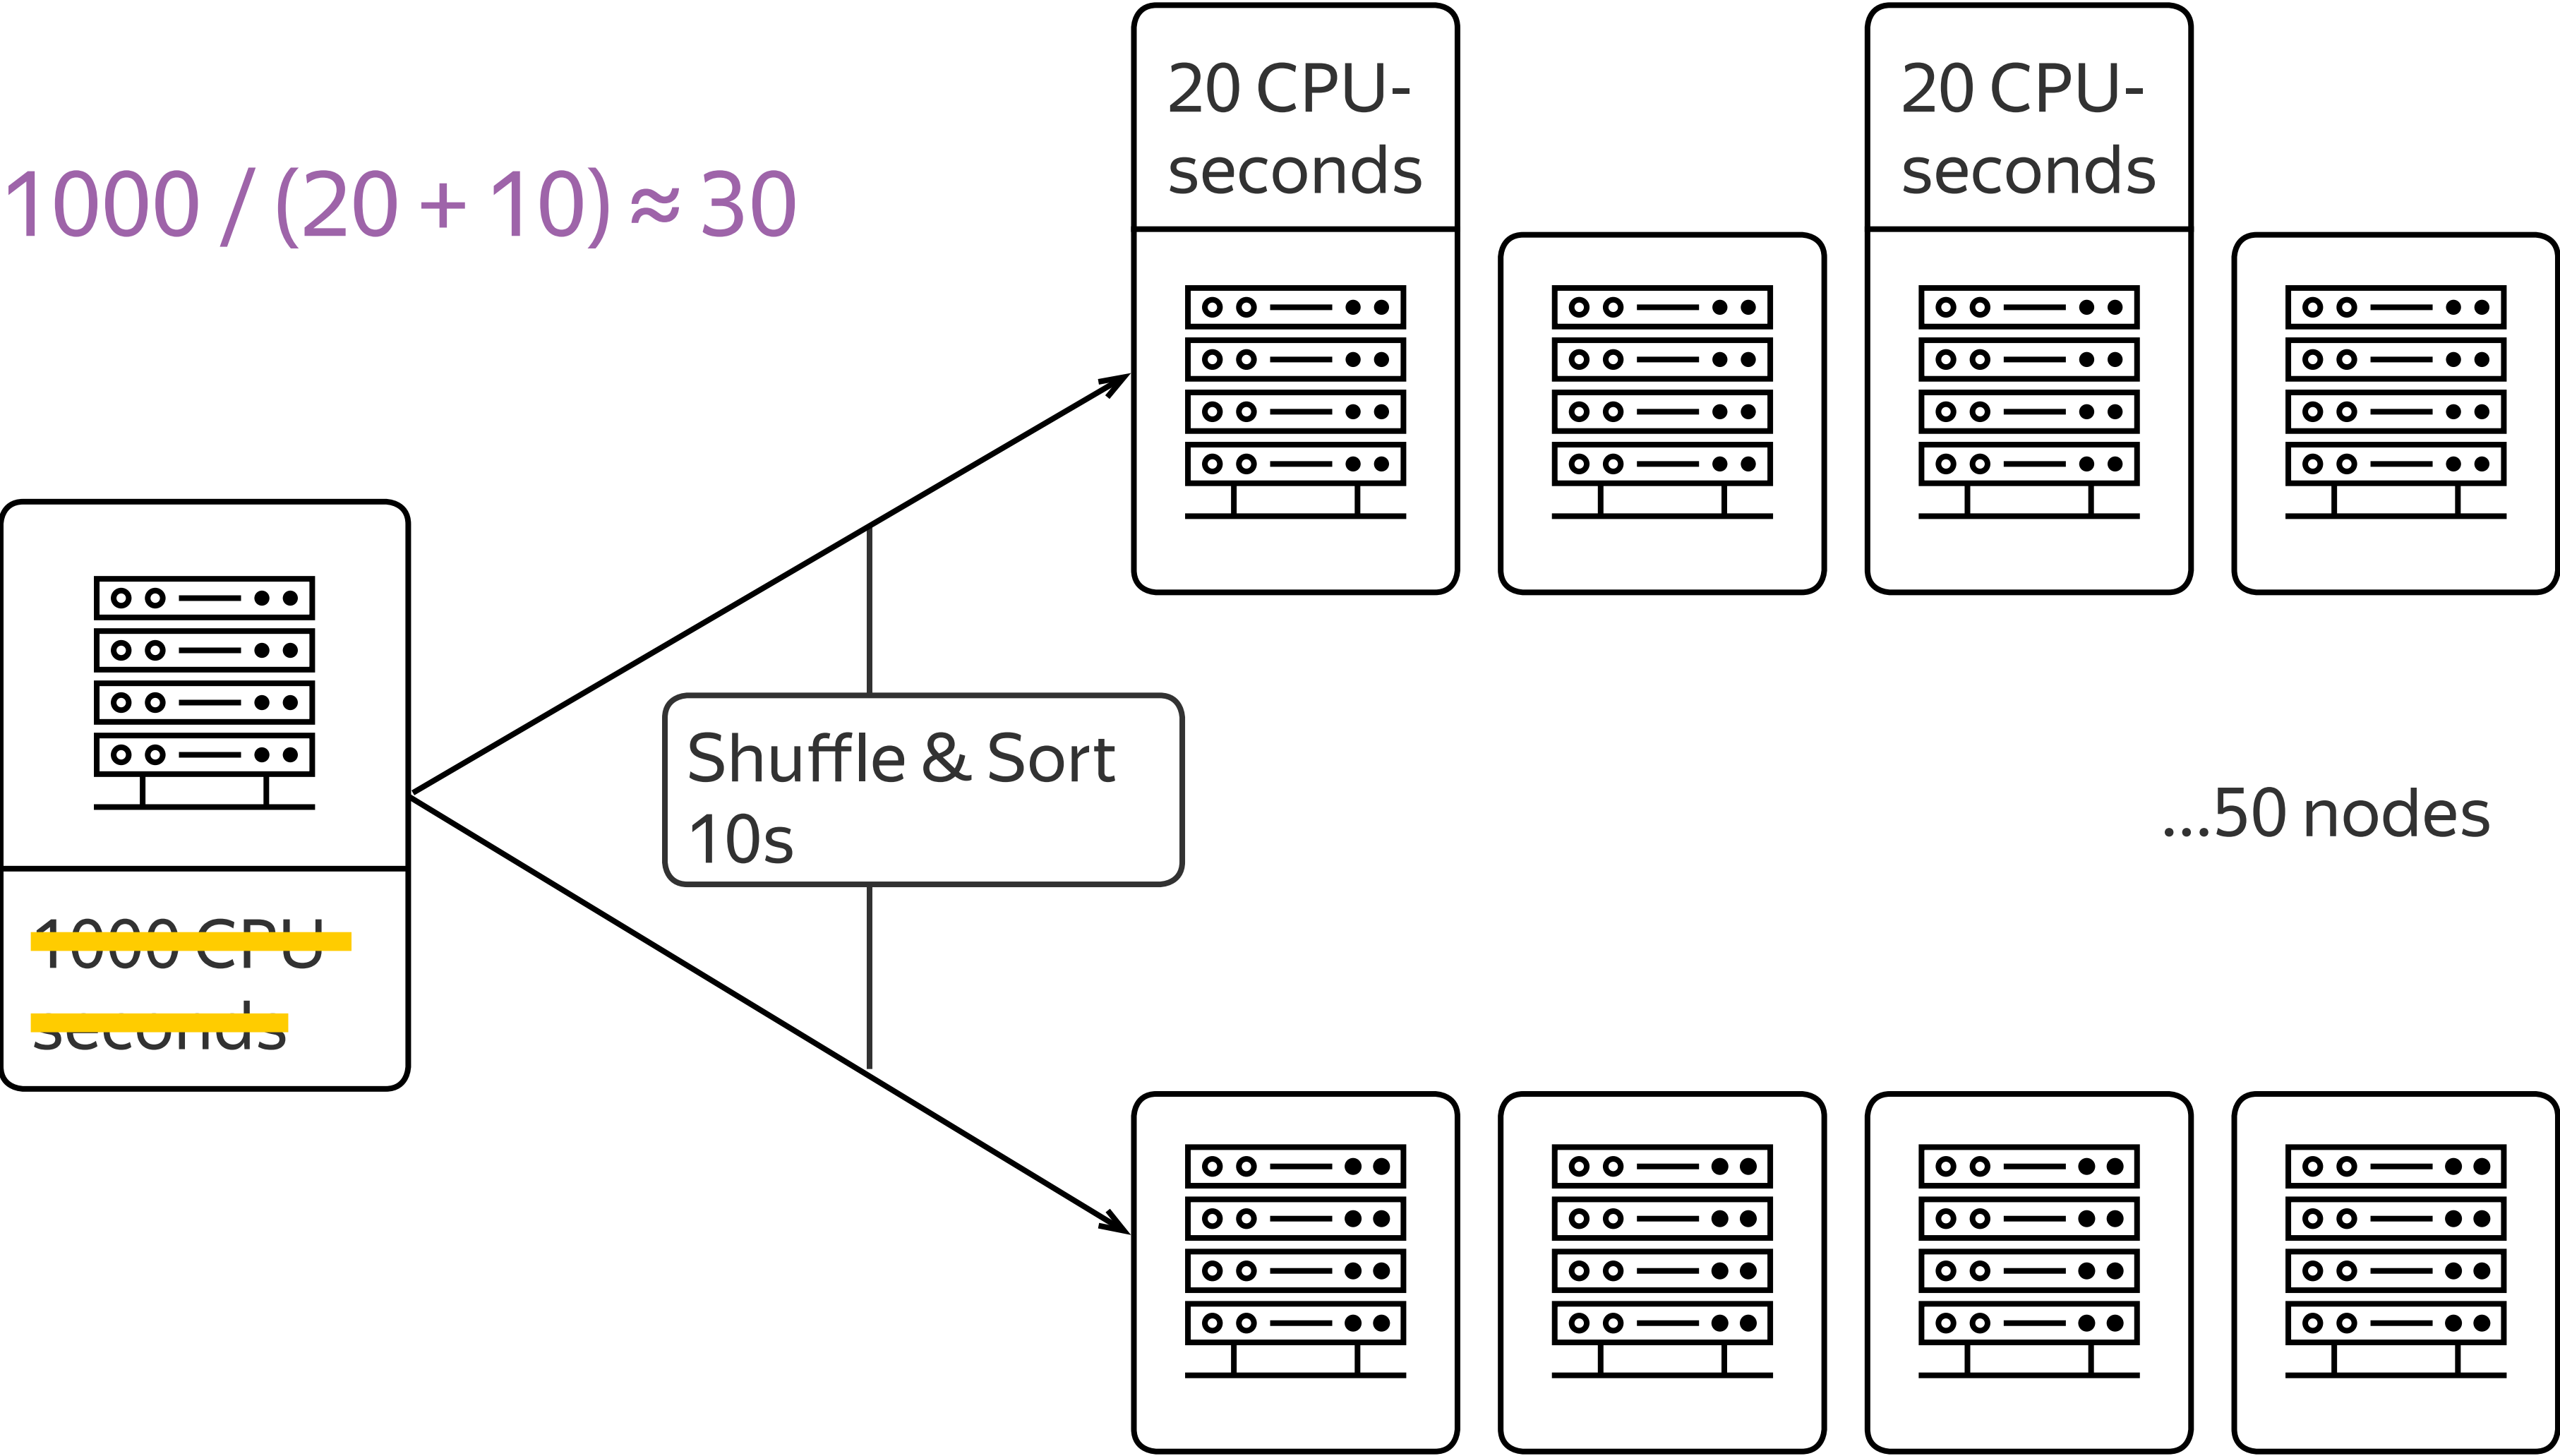 1000 / (20 + 10) ≈ 30
20 CPU-
seconds
20 CPU-
seconds
Shuffle & Sort
10s
...50 nodes
1000 CPU
seconds